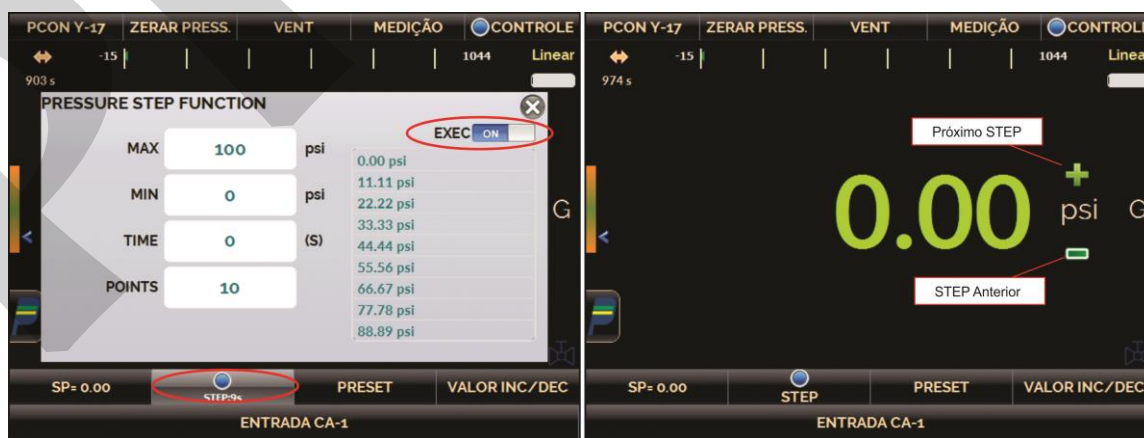 PCON Y-17 ZERAR PRESS. VENT MEDIÇÃO CONTROLE
-15 1044 Linear
903 s
PRESSURE STEP FUNCTION
EXEC ON
MAX 100 psi
MIN 0 psi
TIME 0 (S)
POINTS 10
0.00 psi
11.11 psi
22.22 psi
33.33 psi
44.44 psi
55.56 psi
66.67 psi
77.78 psi
88.89 psi
G
SP= 0.00 STEP:9s PRESET VALOR INC/DEC
ENTRADA CA-1
PCON Y-17 ZERAR PRESS. VENT MEDIÇÃO CONTROLE
-15 1044 Linear
974 s
Próximo STEP
0.00 psi G
STEP Anterior
SP= 0.00 STEP PRESET VALOR INC/DEC
ENTRADA CA-1